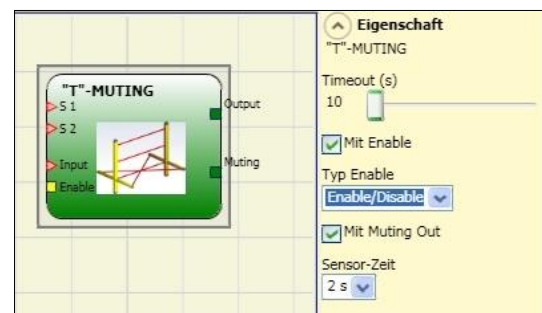 "T"-MUTING
S 1
S 2
Input
Enable
Output
Muting
Eigenschaft
"T"-MUTING
Timeout (s)
10
Mit Enable
Typ Enable
Enable/Disable
Mit Muting Out
Sensor-Zeit
2 s